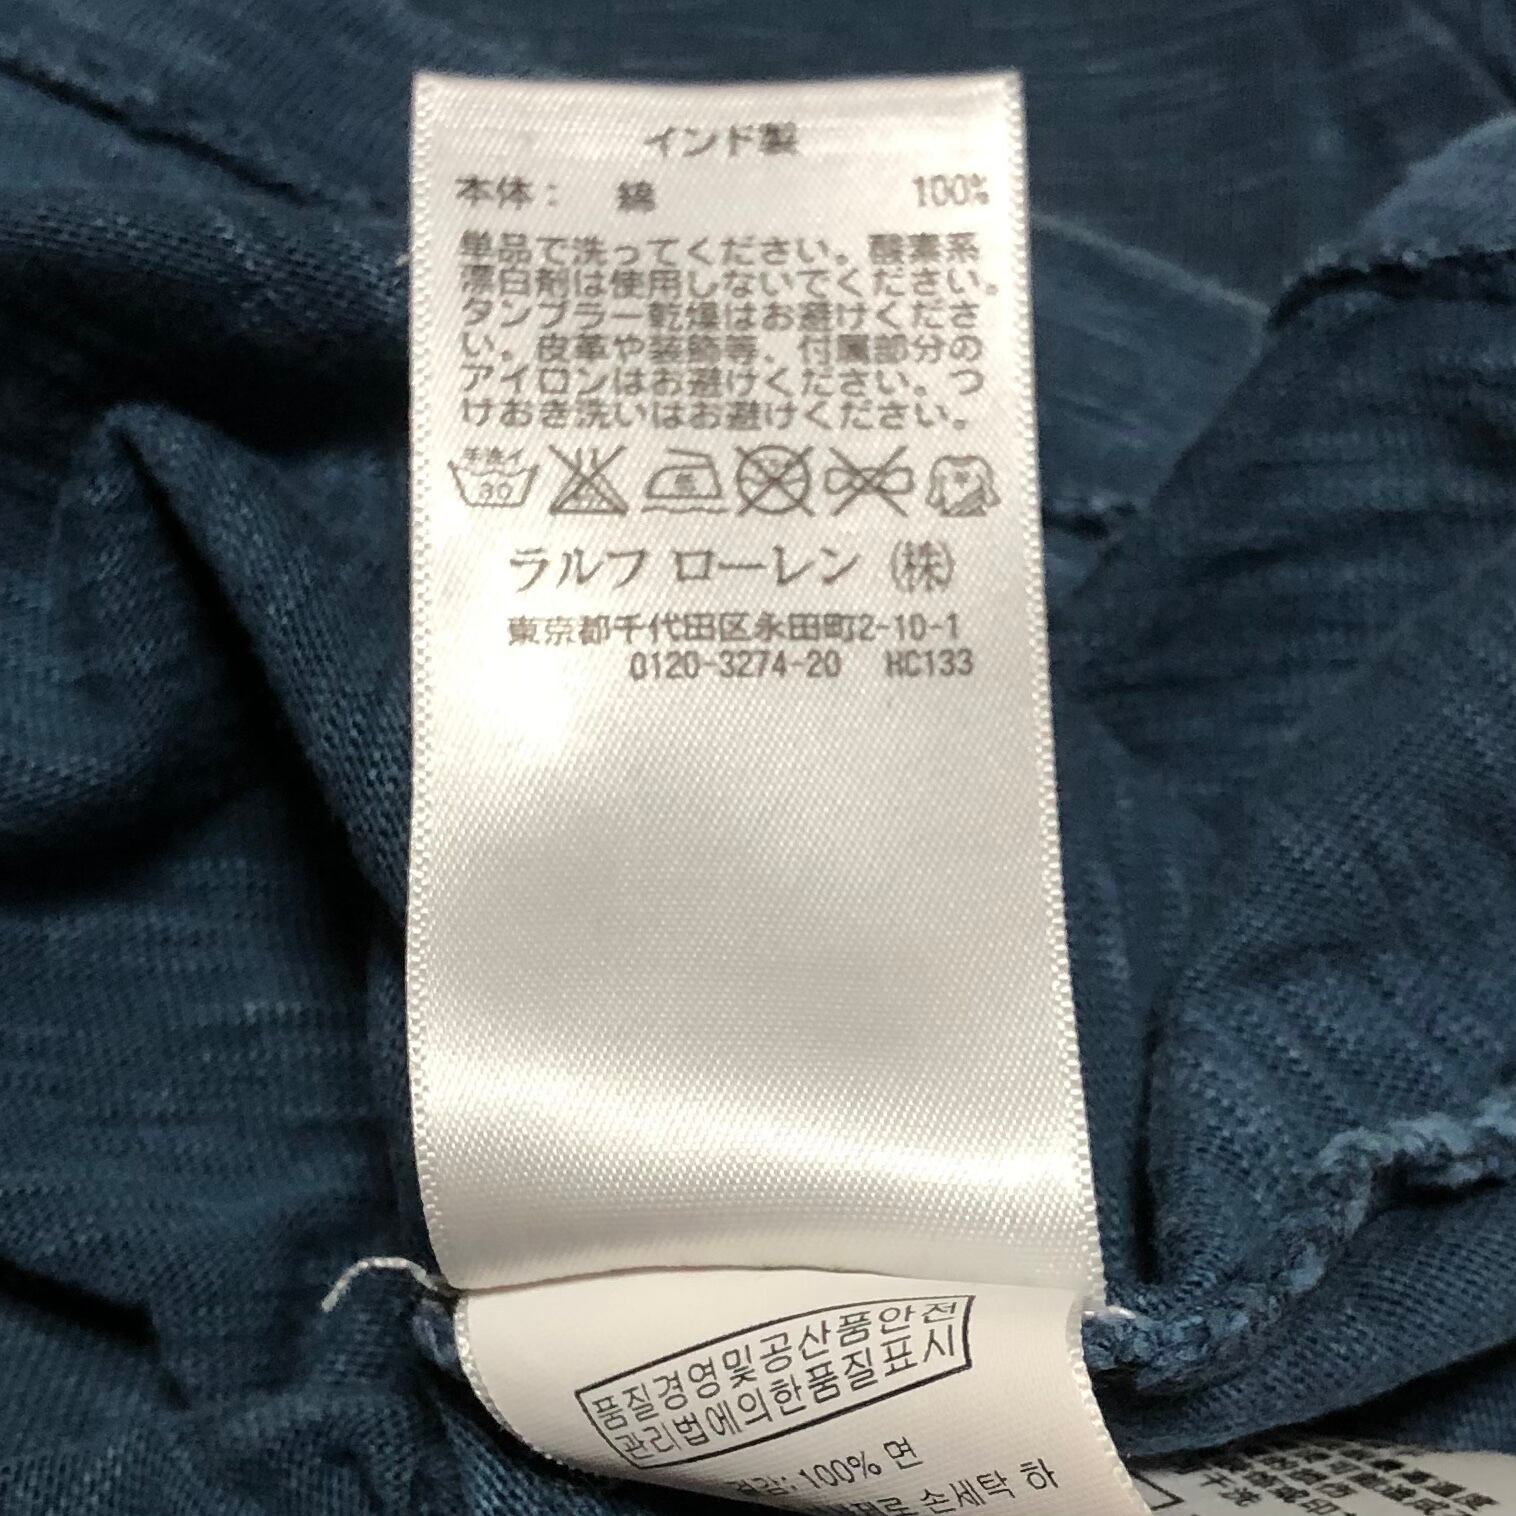 インド製
本体： 綿 100%
単品で洗ってください。酸素系
漂白剤は使用しないでください。
タンブラー乾燥はお避けくださ
い。皮革や装飾等、付属部分の
アイロンはお避けください。つ
けおき洗いはお避けください。
手洗イ
30
低
ラルフ ローレン (株)
東京都千代田区永田町2-10-1
0120-3274-20 HC133
품질경영및공산품안전
관리법에의한품질표시
겉감: 100% 면
손세탁 하